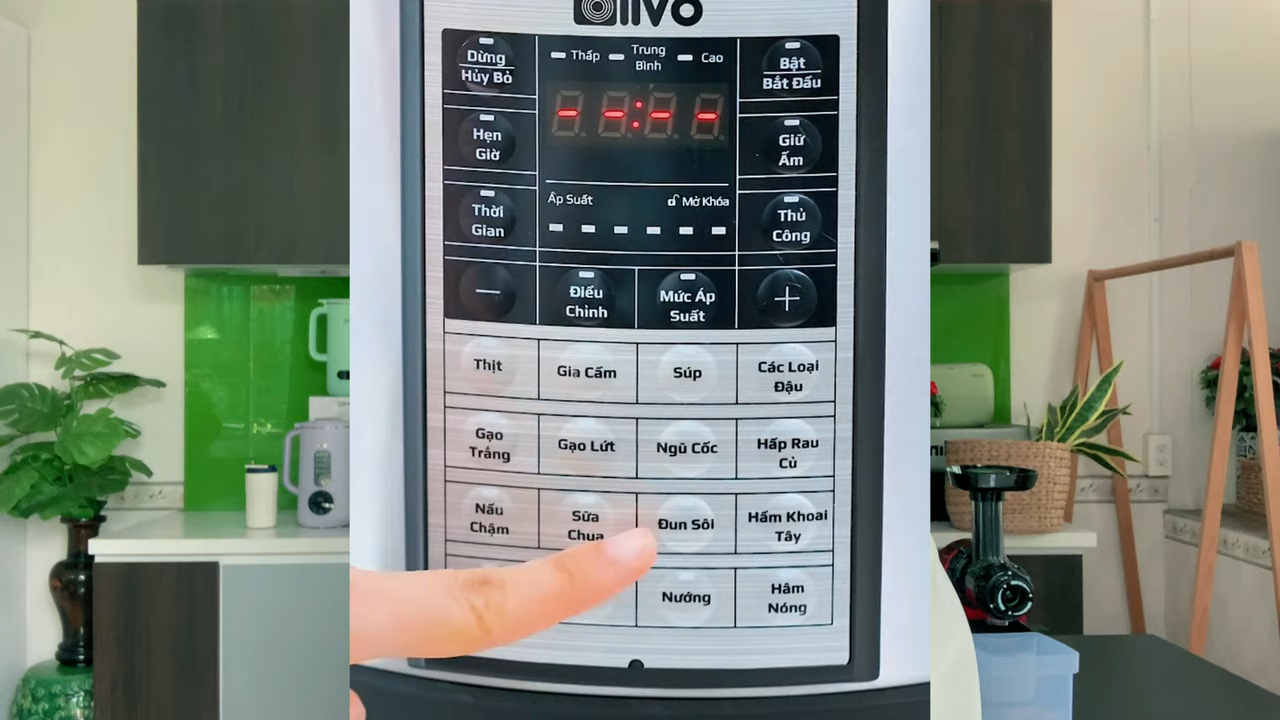 Olivo
Dừng
Hủy Bỏ
Thấp
Trung
Bình
Cao
Bật
Bắt Đầu
Hẹn
Giờ
Giữ
Ấm
Thời
Gian
Áp Suất
Mở Khóa
Thủ
Công
Điều
Chỉnh
Mức Áp
Suất
Thịt
Gia Cầm
Súp
Các Loại
Đậu
Gạo
Trắng
Gạo Lứt
Ngũ Cốc
Hấp Rau
Củ
Nấu
Chậm
Sữa
Chua
Đun Sôi
Hầm Khoai
Tây
Nướng
Hâm
Nóng